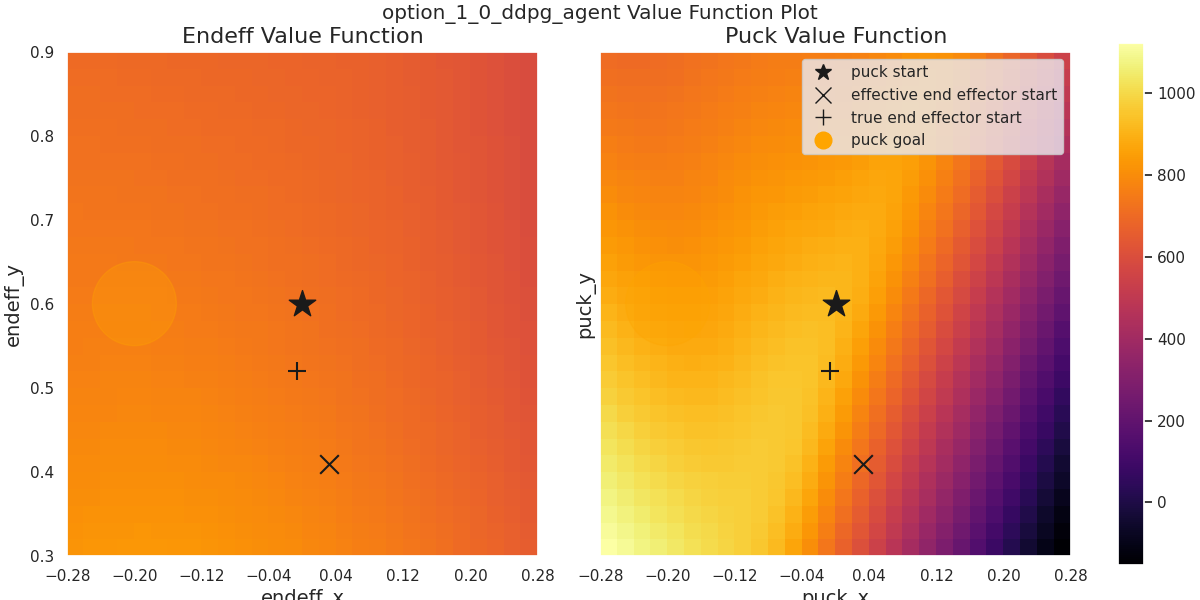 option_1_0_ddpg_agent Value Function Plot
Endeff Value Function
Puck Value Function
0.9
0.8
0.7
0.6
0.5
0.4
0.3
endeff_y
−0.28 −0.20 −0.12 −0.04 0.04 0.12 0.20 0.28
endeff_x
puck_y
puck start
effective end effector start
true end effector start
puck goal
−0.28 −0.20 −0.12 −0.04 0.04 0.12 0.20 0.28
puck_x
1000
800
600
400
200
0